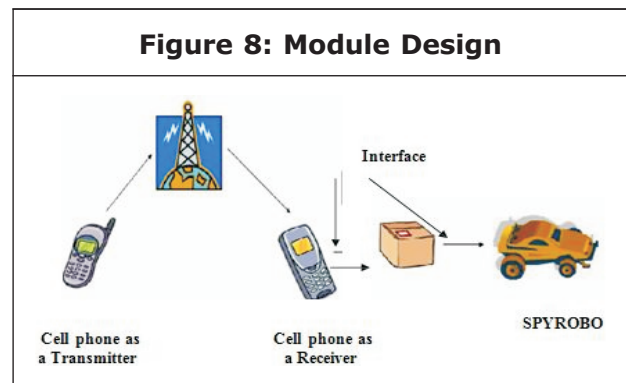 Figure 8: Module Design
Interface
Cell phone as
a Transmitter
Cell phone as
a Receiver
SPYROBO